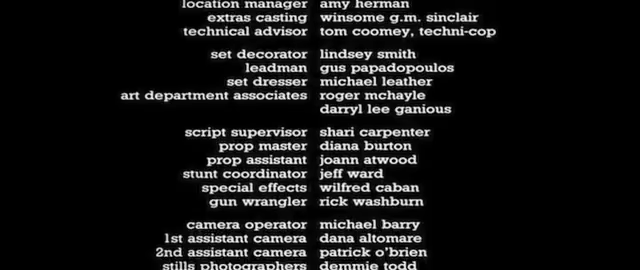 location manager amy herman
extras casting winsome g.m. sinclair
technical advisor tom coomey, techni-cop
set decorator lindsey smith
leadman gus papadopoulos
set dresser michael leather
art department associates roger mchayle
darryl lee ganious
script supervisor shari carpenter
prop master diana burton
prop assistant joann atwood
stunt coordinator jeff ward
special effects wilfred caban
gun wrangler rick washburn
camera operator michael barry
1st assistant camera dana altomare
2nd assistant camera patrick o'brien
stills photographers demmie todd